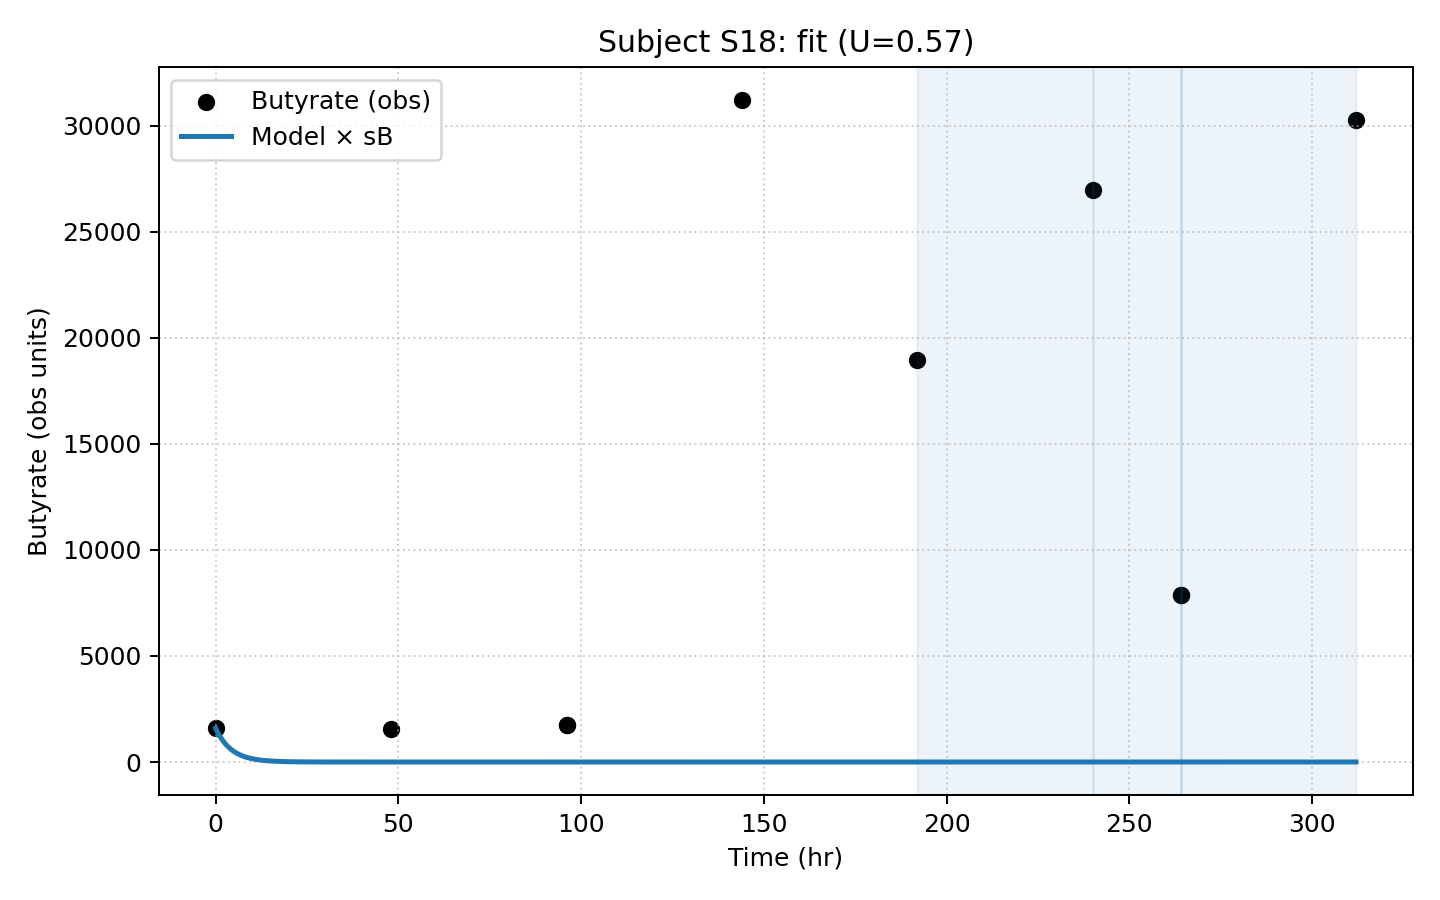 Subject S18: fit (U=0.57)
Butyrate (obs)
Model × sB
30000
25000
20000
15000
10000
5000
0
Butyrate (obs units)
0 50 100 150 200 250 300
Time (hr)